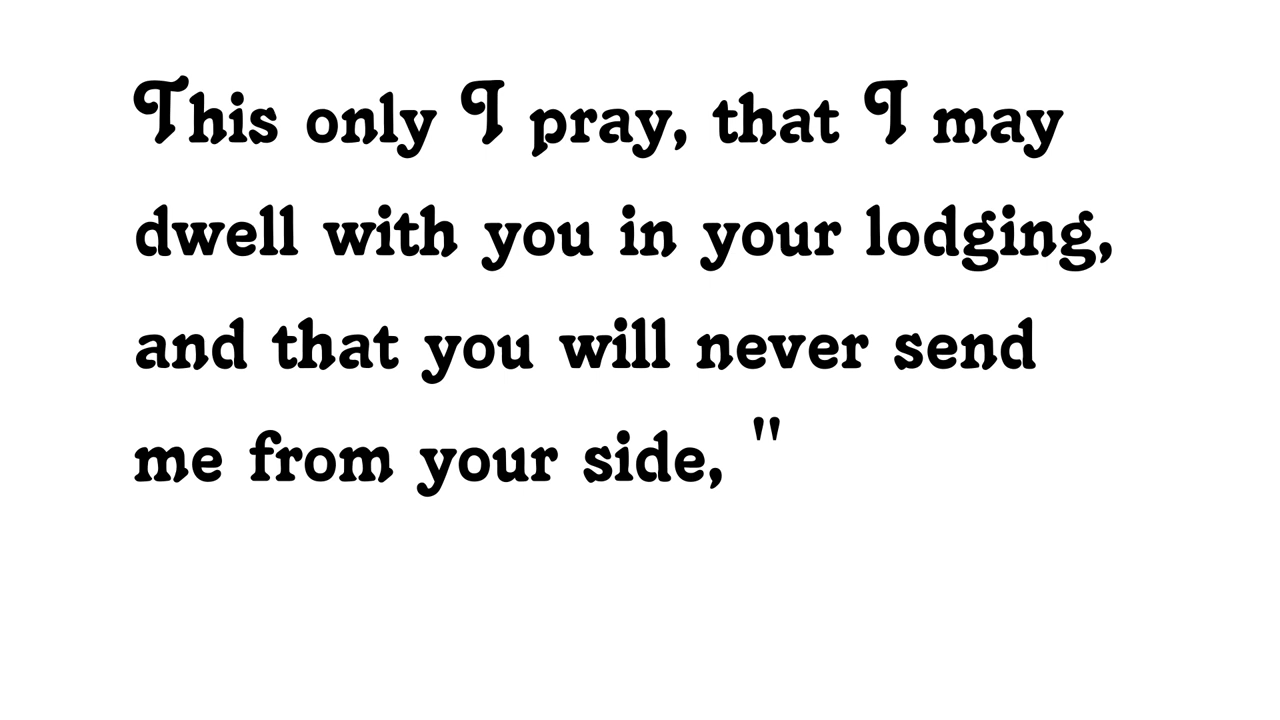 This only I pray, that I may
dwell with you in your lodging,
and that you will never send
me from your side, "